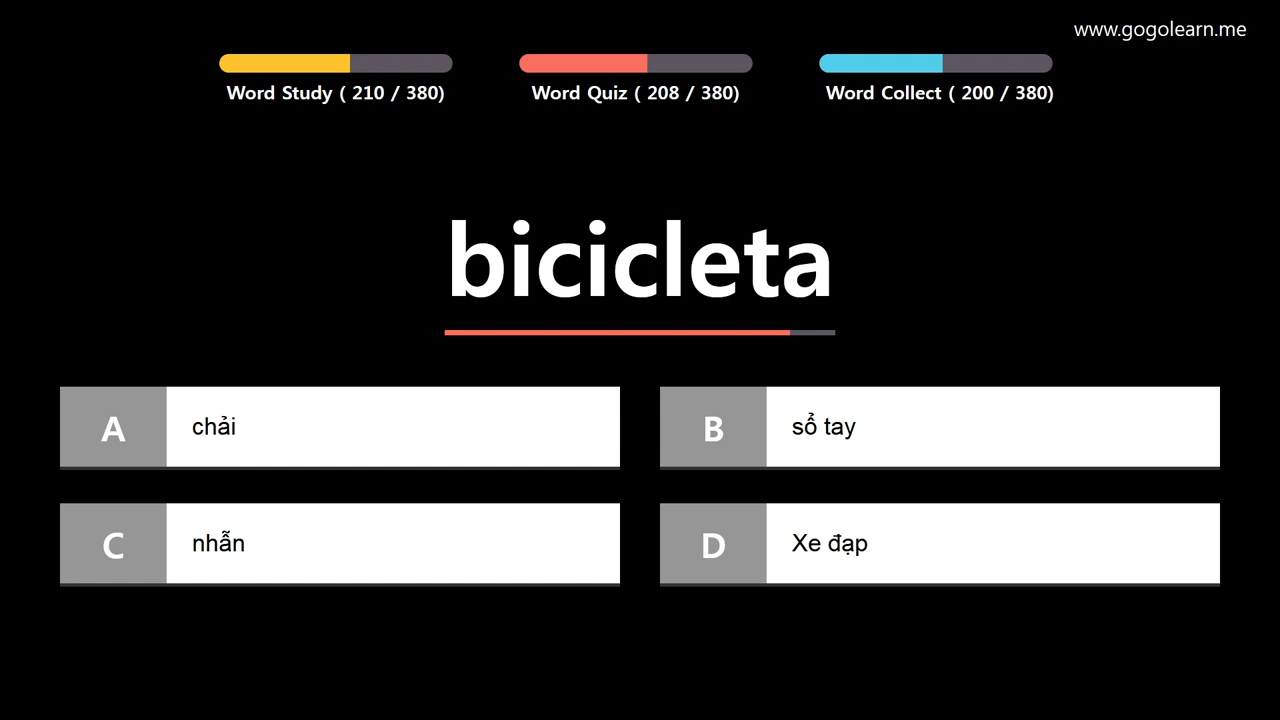 www.gogolearn.me
Word Study ( 210 / 380)
Word Quiz ( 208 / 380)
Word Collect ( 200 / 380)
bicicleta
A chải
B sổ tay
C nhẫn
D Xe đạp